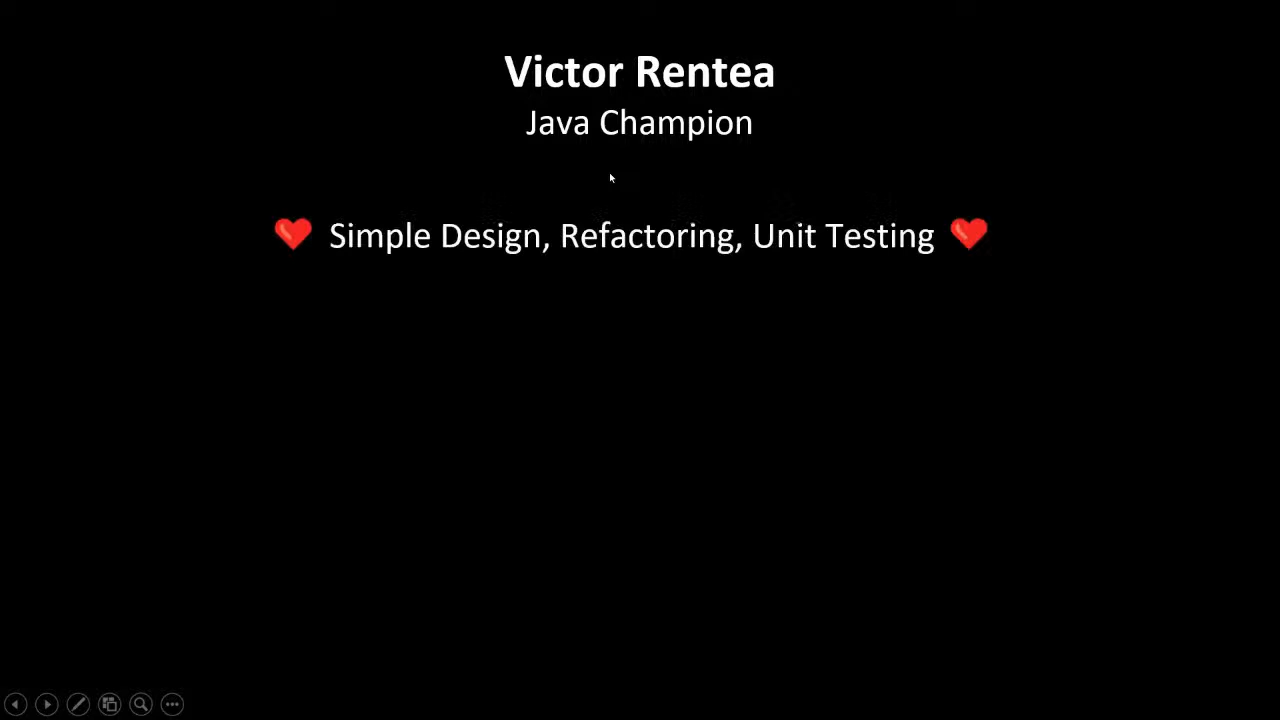 Victor Rentea
Java Champion
Simple Design, Refactoring, Unit Testing